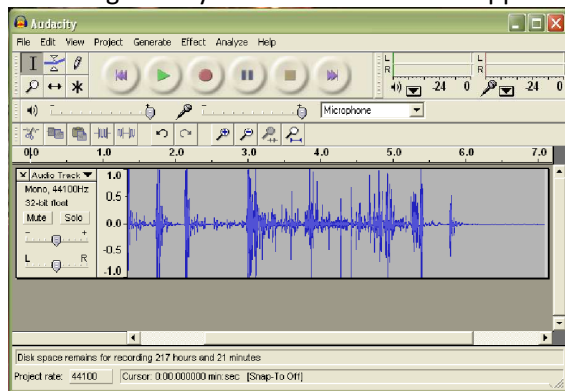 Audacity
File Edit View Project Generate Effect Analyze Help
L
R
-24 0
L
R
-24 0
Microphone
0.0 1.0 2.0 3.0 4.0 5.0 6.0 7.0
X Audio Track
Mono, 44100Hz
32-bit float
Mute Solo
- +
L R
1.0
0.5
0.0
-0.5
-1.0
Disk space remains for recording 217 hours and 21 minutes
Project rate: 44100 Cursor: 0:00.000000 min:sec [Snap-To Off]